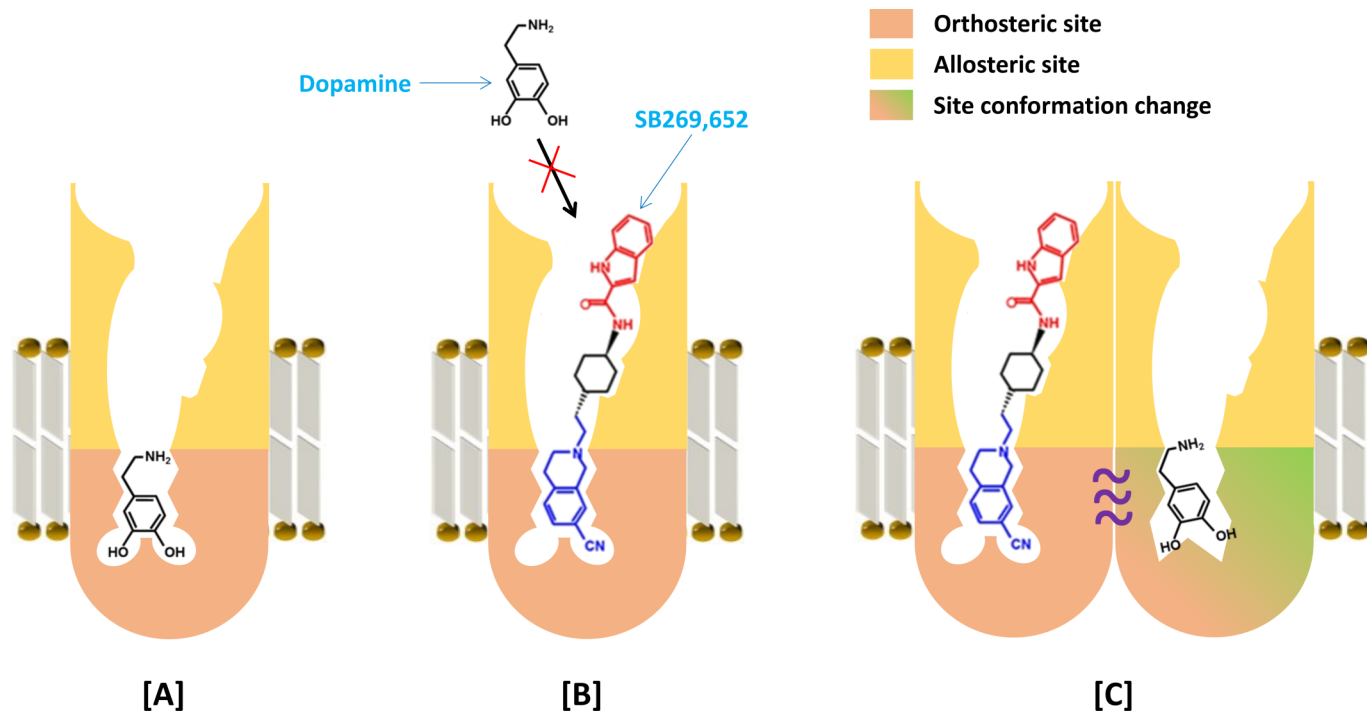 NH₂
HO
OH
Dopamine
SB269,652
Orthosteric site
Allosteric site
Site conformation change
NH₂
HO
OH
HN
O
NH
N
CN
HN
O
NH
N
CN
NH₂
HO
OH
[A]
[B]
[C]